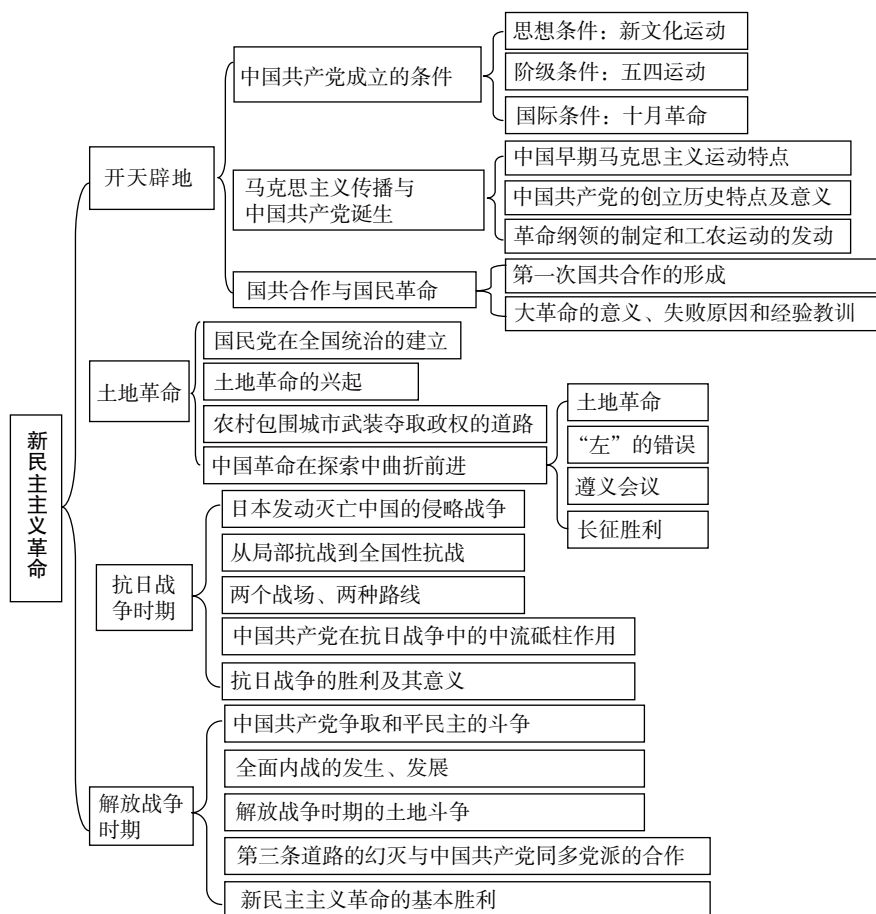 新民主主义革命
开天辟地
中国共产党成立的条件
思想条件：新文化运动
阶级条件：五四运动
国际条件：十月革命
马克思主义传播与
中国共产党诞生
中国早期马克思主义运动特点
中国共产党的创立历史特点及意义
革命纲领的制定和工农运动的发动
国共合作与国民革命
第一次国共合作的形成
大革命的意义、失败原因和经验教训
土地革命
国民党在全国统治的建立
土地革命的兴起
农村包围城市武装夺取政权的道路
中国革命在探索中曲折前进
土地革命
“左”的错误
遵义会议
长征胜利
抗日战
争时期
日本发动灭亡中国的侵略战争
从局部抗战到全国性抗战
两个战场、两种路线
中国共产党在抗日战争中的中流砥柱作用
抗日战争的胜利及其意义
解放战争
时期
中国共产党争取和平民主的斗争
全面内战的发生、发展
解放战争时期的土地斗争
第三条道路的幻灭与中国共产党同多党派的合作
新民主主义革命的基本胜利